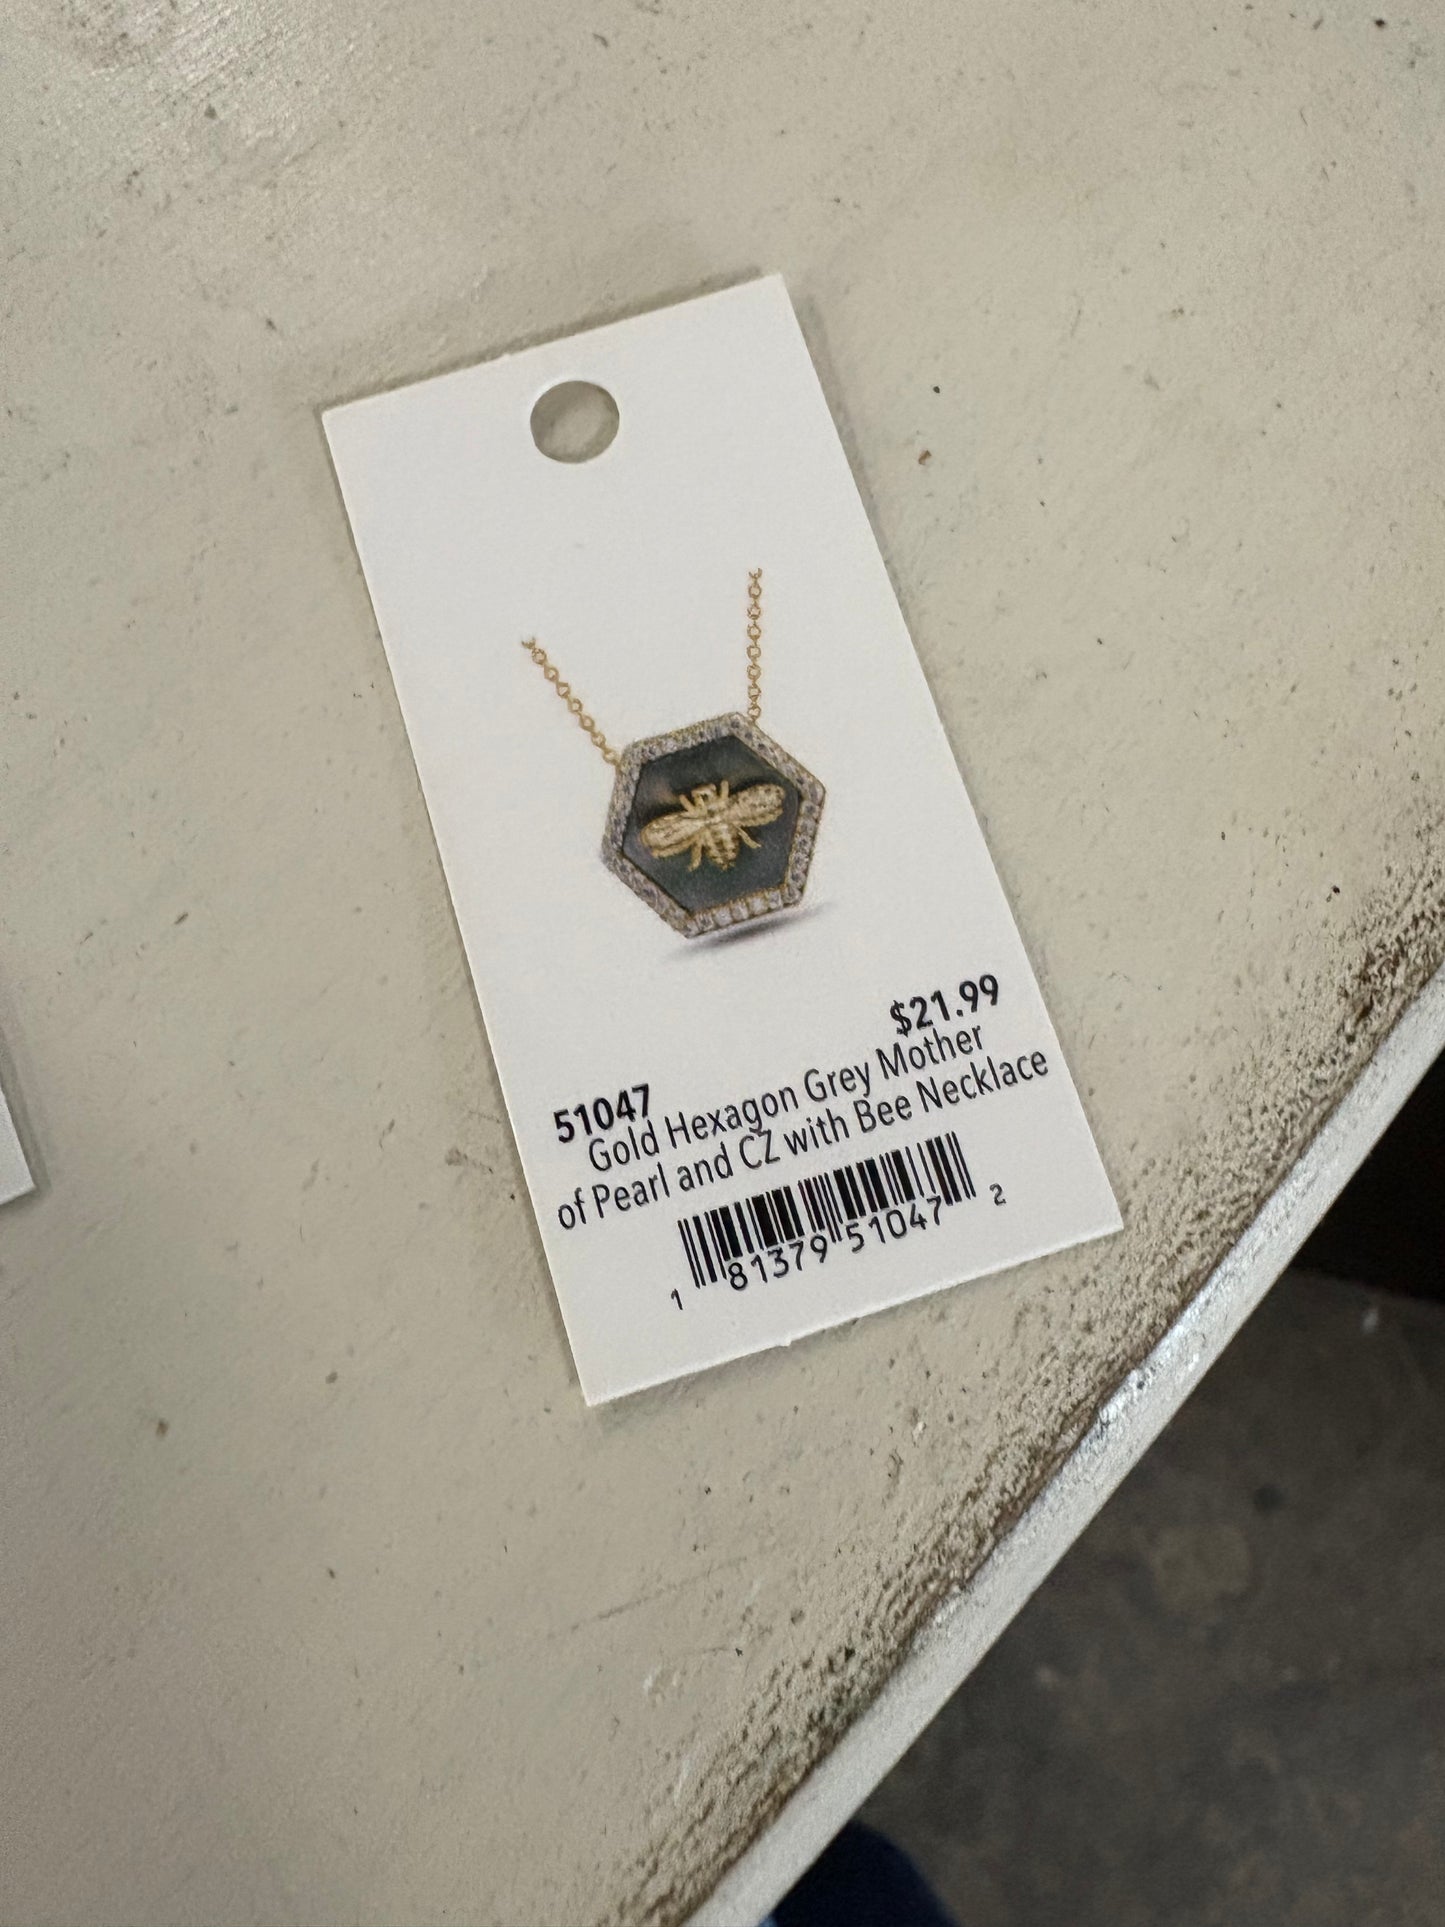 $21.99
51047
Gold Hexagon Grey Mother
of Pearl and CZ with Bee Necklace
1 81379 51047 2